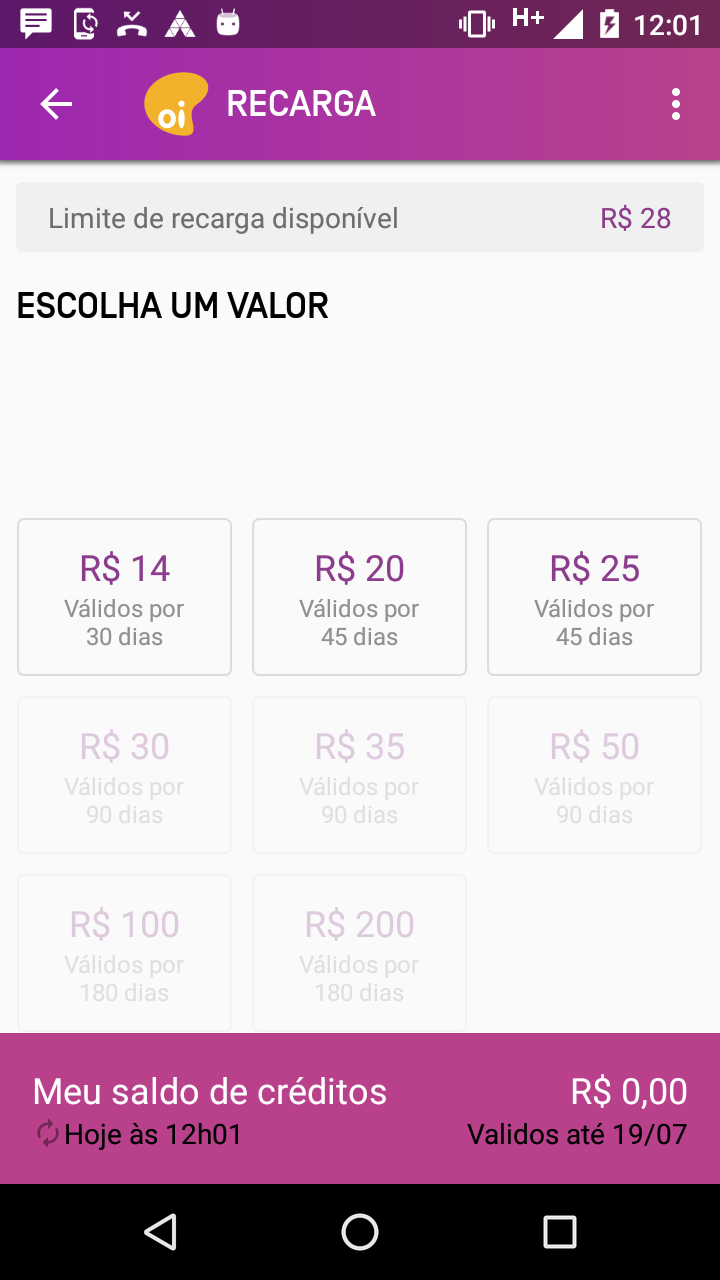 H+ 12:01
oi RECARGA
Limite de recarga disponível R$ 28
ESCOLHA UM VALOR
R$ 14 R$ 20 R$ 25
Válidos por Válidos por Válidos por
30 dias 45 dias 45 dias
R$ 30 R$ 35 R$ 50
Válidos por Válidos por Válidos por
90 dias 90 dias 90 dias
R$ 100 R$ 200
Válidos por Válidos por
180 dias 180 dias
Meu saldo de créditos R$ 0,00
Hoje às 12h01 Validos até 19/07